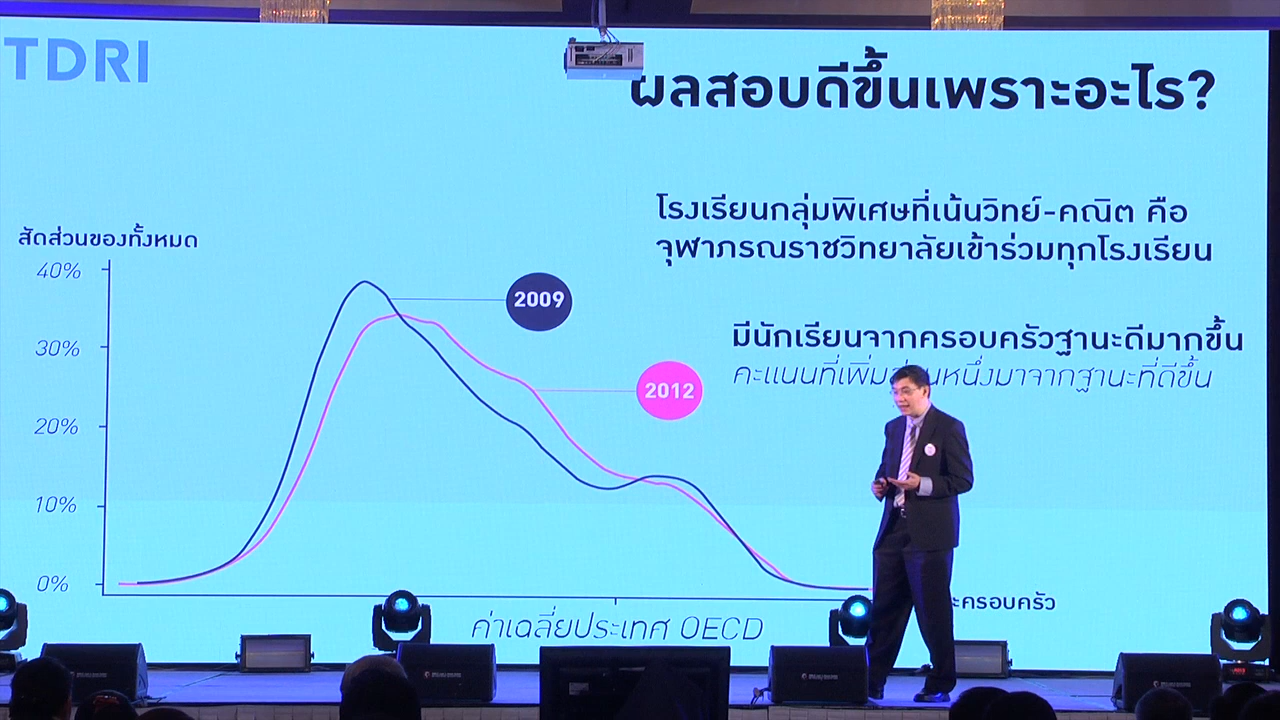 TDRI
ผลสอบดีขึ้นเพราะอะไร?
โรงเรียนกลุ่มพิเศษที่เน้นวิทย์-คณิต คือ
จุฬาภรณราชวิทยาลัยเข้าร่วมทุกโรงเรียน
สัดส่วนของทั้งหมด
40%
2009
30%
มีนักเรียนจากครอบครัวฐานะดีมากขึ้น
คะแนนที่เพิ่มส่วนหนึ่งมาจากฐานะที่ดีขึ้น
2012
20%
10%
0%
ครอบครัว
ค่าเฉลี่ยประเทศ OECD